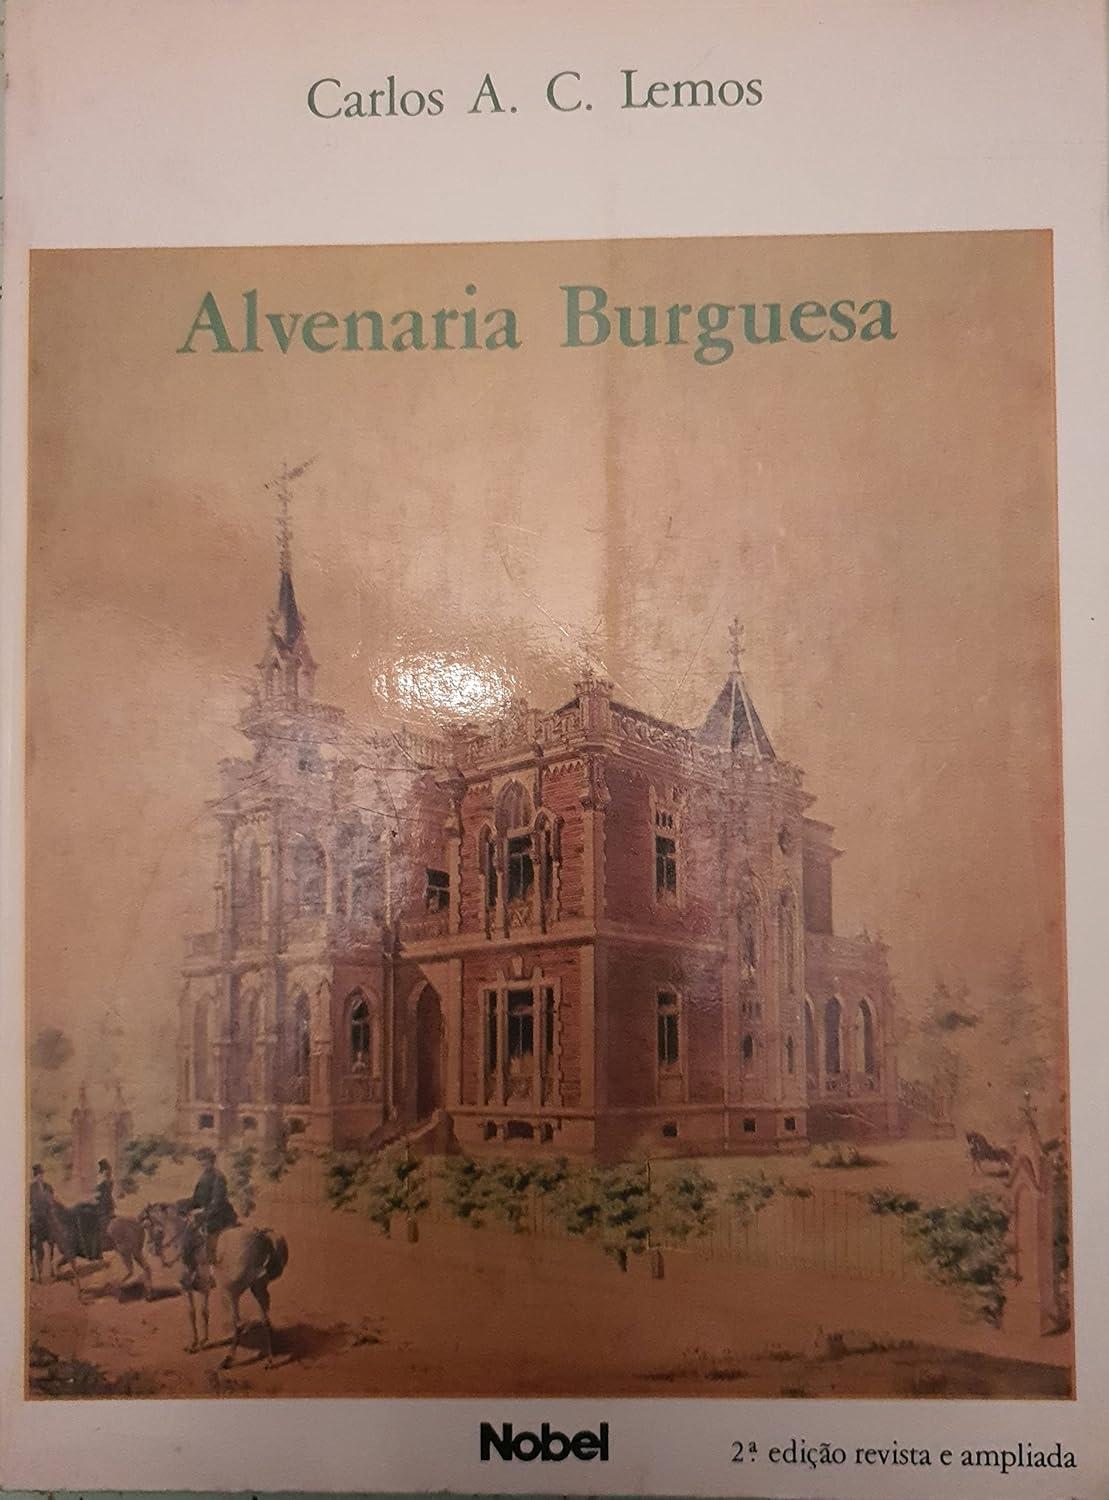 Carlos A. C. Lemos
Alvenaria Burguesa
Nobel
2ª edição revista e ampliada